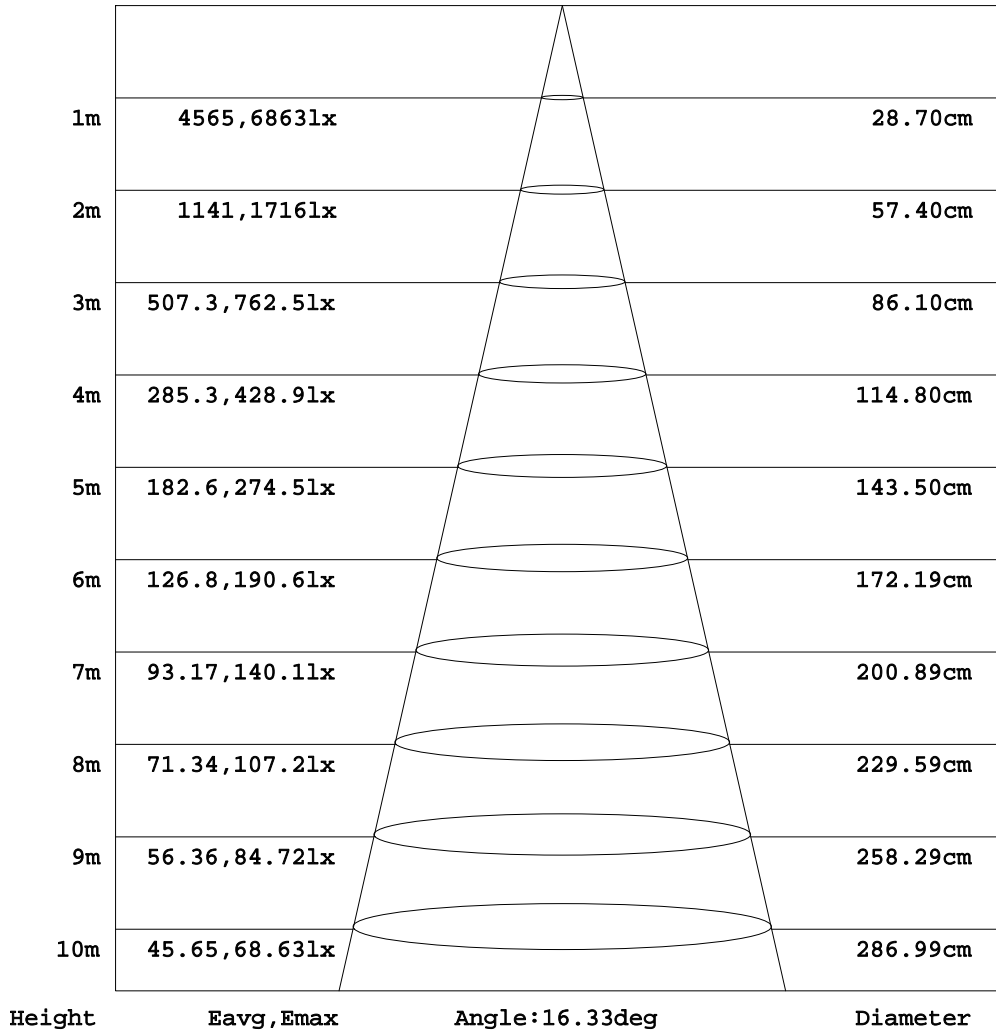 1m 4565,6863lx 28.70cm
2m 1141,1716lx 57.40cm
3m 507.3,762.5lx 86.10cm
4m 285.3,428.9lx 114.80cm
5m 182.6,274.5lx 143.50cm
6m 126.8,190.6lx 172.19cm
7m 93.17,140.1lx 200.89cm
8m 71.34,107.2lx 229.59cm
9m 56.36,84.72lx 258.29cm
10m 45.65,68.63lx 286.99cm
Height Eavg,Emax Angle:16.33deg Diameter